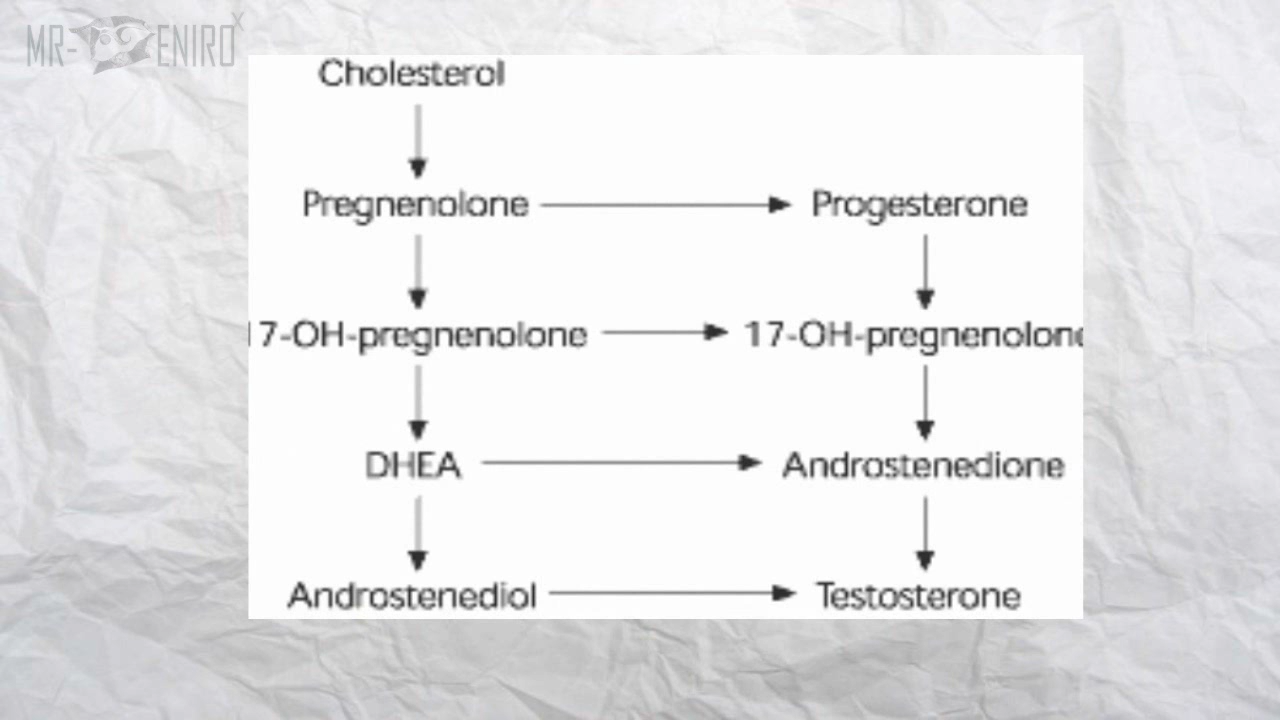 MR- ENIRO X
Cholesterol
Pregnenolone Progesterone
17-OH-pregnenolone 17-OH-pregnenolone
DHEA Androstenedione
Androstenediol Testosterone